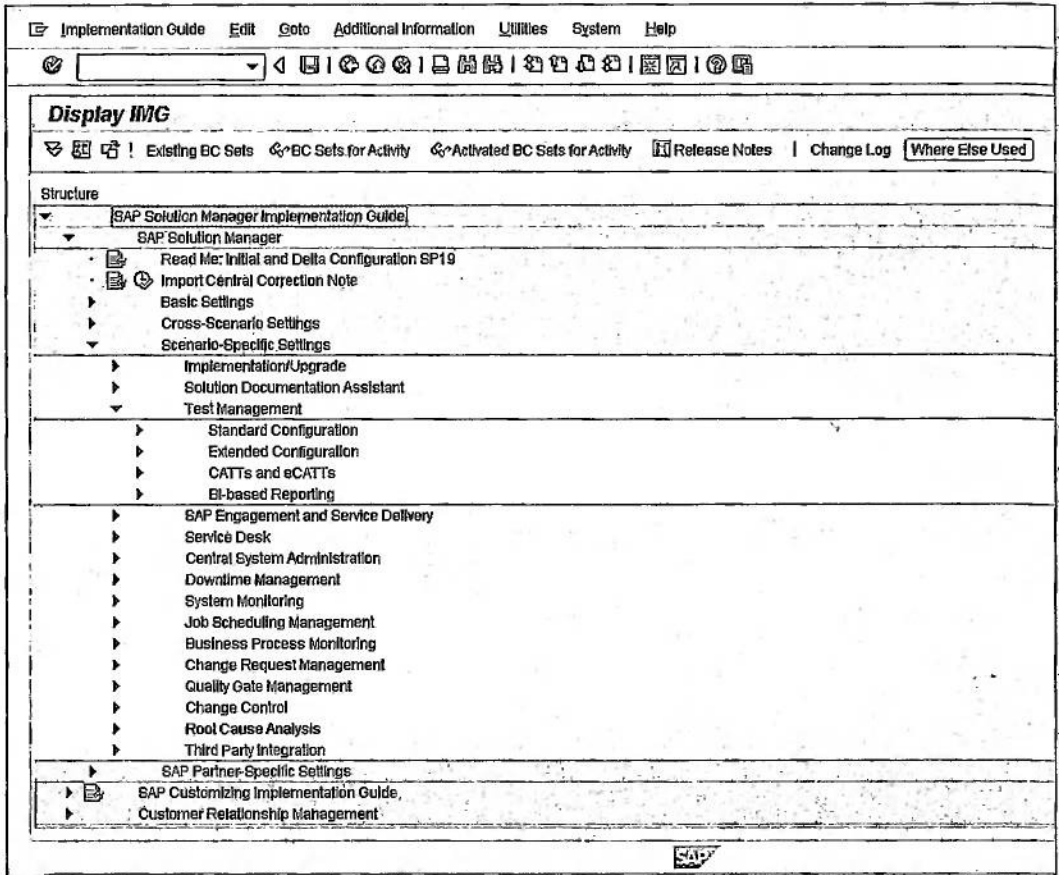 Implementation Guide Edit Goto Additional Information Utilities System Help
Display IMG
! Existing BC Sets BC Sets for Activity Activated BC Sets for Activity Release Notes | Change Log Where Else Used
Structure
SAP Solution Manager Implementation Guide
SAP Solution Manager
Read Me: Initial and Delta Configuration SP19
Import Central Correction Note
Basic Settings
Cross-Scenario Settings
Scenario-Specific Settings
Implementation/Upgrade
Solution Documentation Assistant
Test Management
Standard Configuration
Extended Configuration
CATTs and eCATTs
BI-based Reporting
SAP Engagement and Service Delivery
Service Desk
Central System Administration
Downtime Management
System Monitoring
Job Scheduling Management
Business Process Monitoring
Change Request Management
Quality Gate Management
Change Control
Root Cause Analysis
Third Party Integration
SAP Partner-Specific Settings
SAP Customizing Implementation Guide
Customer Relationship Management
SAP